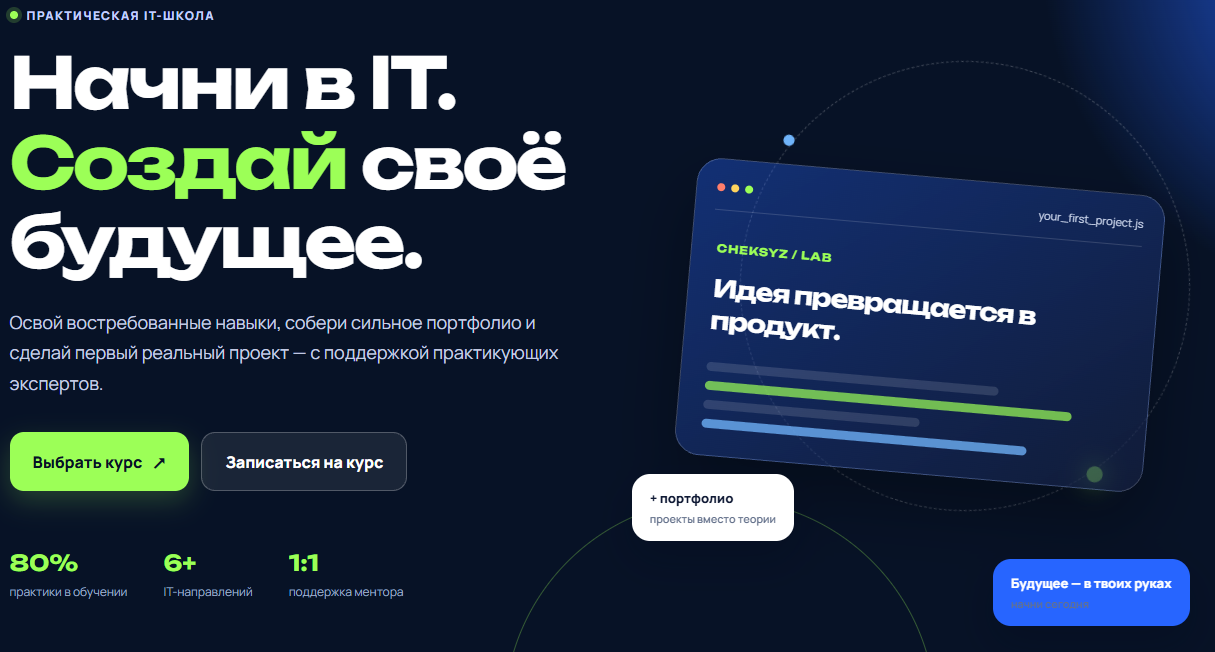 ПРАКТИЧЕСКАЯ IT-ШКОЛА
Начни в IT.
Создай своё
будущее.
Освой востребованные навыки, собери сильное портфолио и
сделай первый реальный проект — с поддержкой практикующих
экспертов.
Выбрать курс ↗
Записаться на курс
80%
практики в обучении
6+
IT-направлений
1:1
поддержка ментора
your_first_project.js
CHEKSYZ / LAB
Идея превращается в
продукт.
+ портфолио
проекты вместо теории
Будущее — в твоих руках
начни сегодня